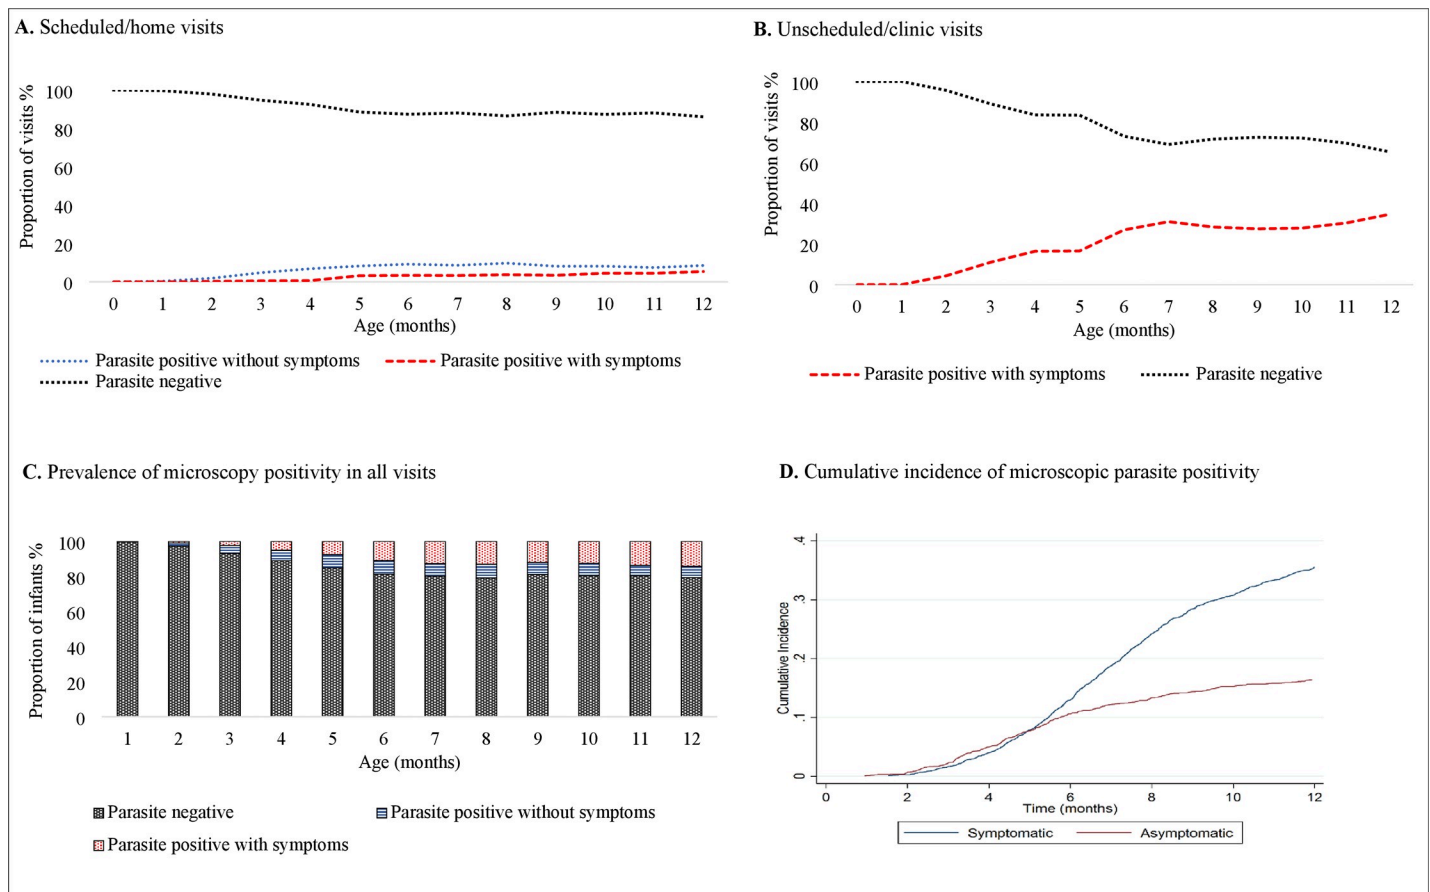 A. Scheduled/home visits
Proportion of visits %
100
80
60
40
20
0
0 1 2 3 4 5 6 7 8 9 10 11 12
Age (months)
Parasite positive without symptoms Parasite positive with symptoms
Parasite negative
B. Unscheduled/clinic visits
Proportion of visits %
100
80
60
40
20
0
0 1 2 3 4 5 6 7 8 9 10 11 12
Age (months)
Parasite positive with symptoms Parasite negative
C. Prevalence of microscopy positivity in all visits
Proportion of infants %
100
80
60
40
20
0
1 2 3 4 5 6 7 8 9 10 11 12
Age (months)
Parasite negative Parasite positive without symptoms
Parasite positive with symptoms
D. Cumulative incidence of microscopic parasite positivity
Cumulative Incidence
.4
.3
.2
.1
0
0 2 4 6 8 10 12
Time (months)
Symptomatic Asymptomatic